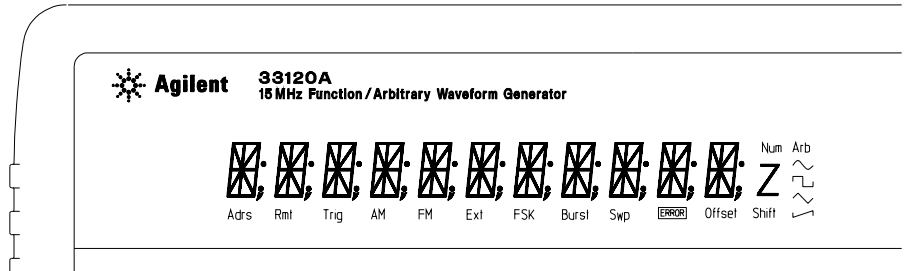 Agilent 33120A
15 MHz Function / Arbitrary Waveform Generator
Num Arb
Z
Adrs Rmt Trig AM FM Ext FSK Burst Swp ERROR Offset Shift